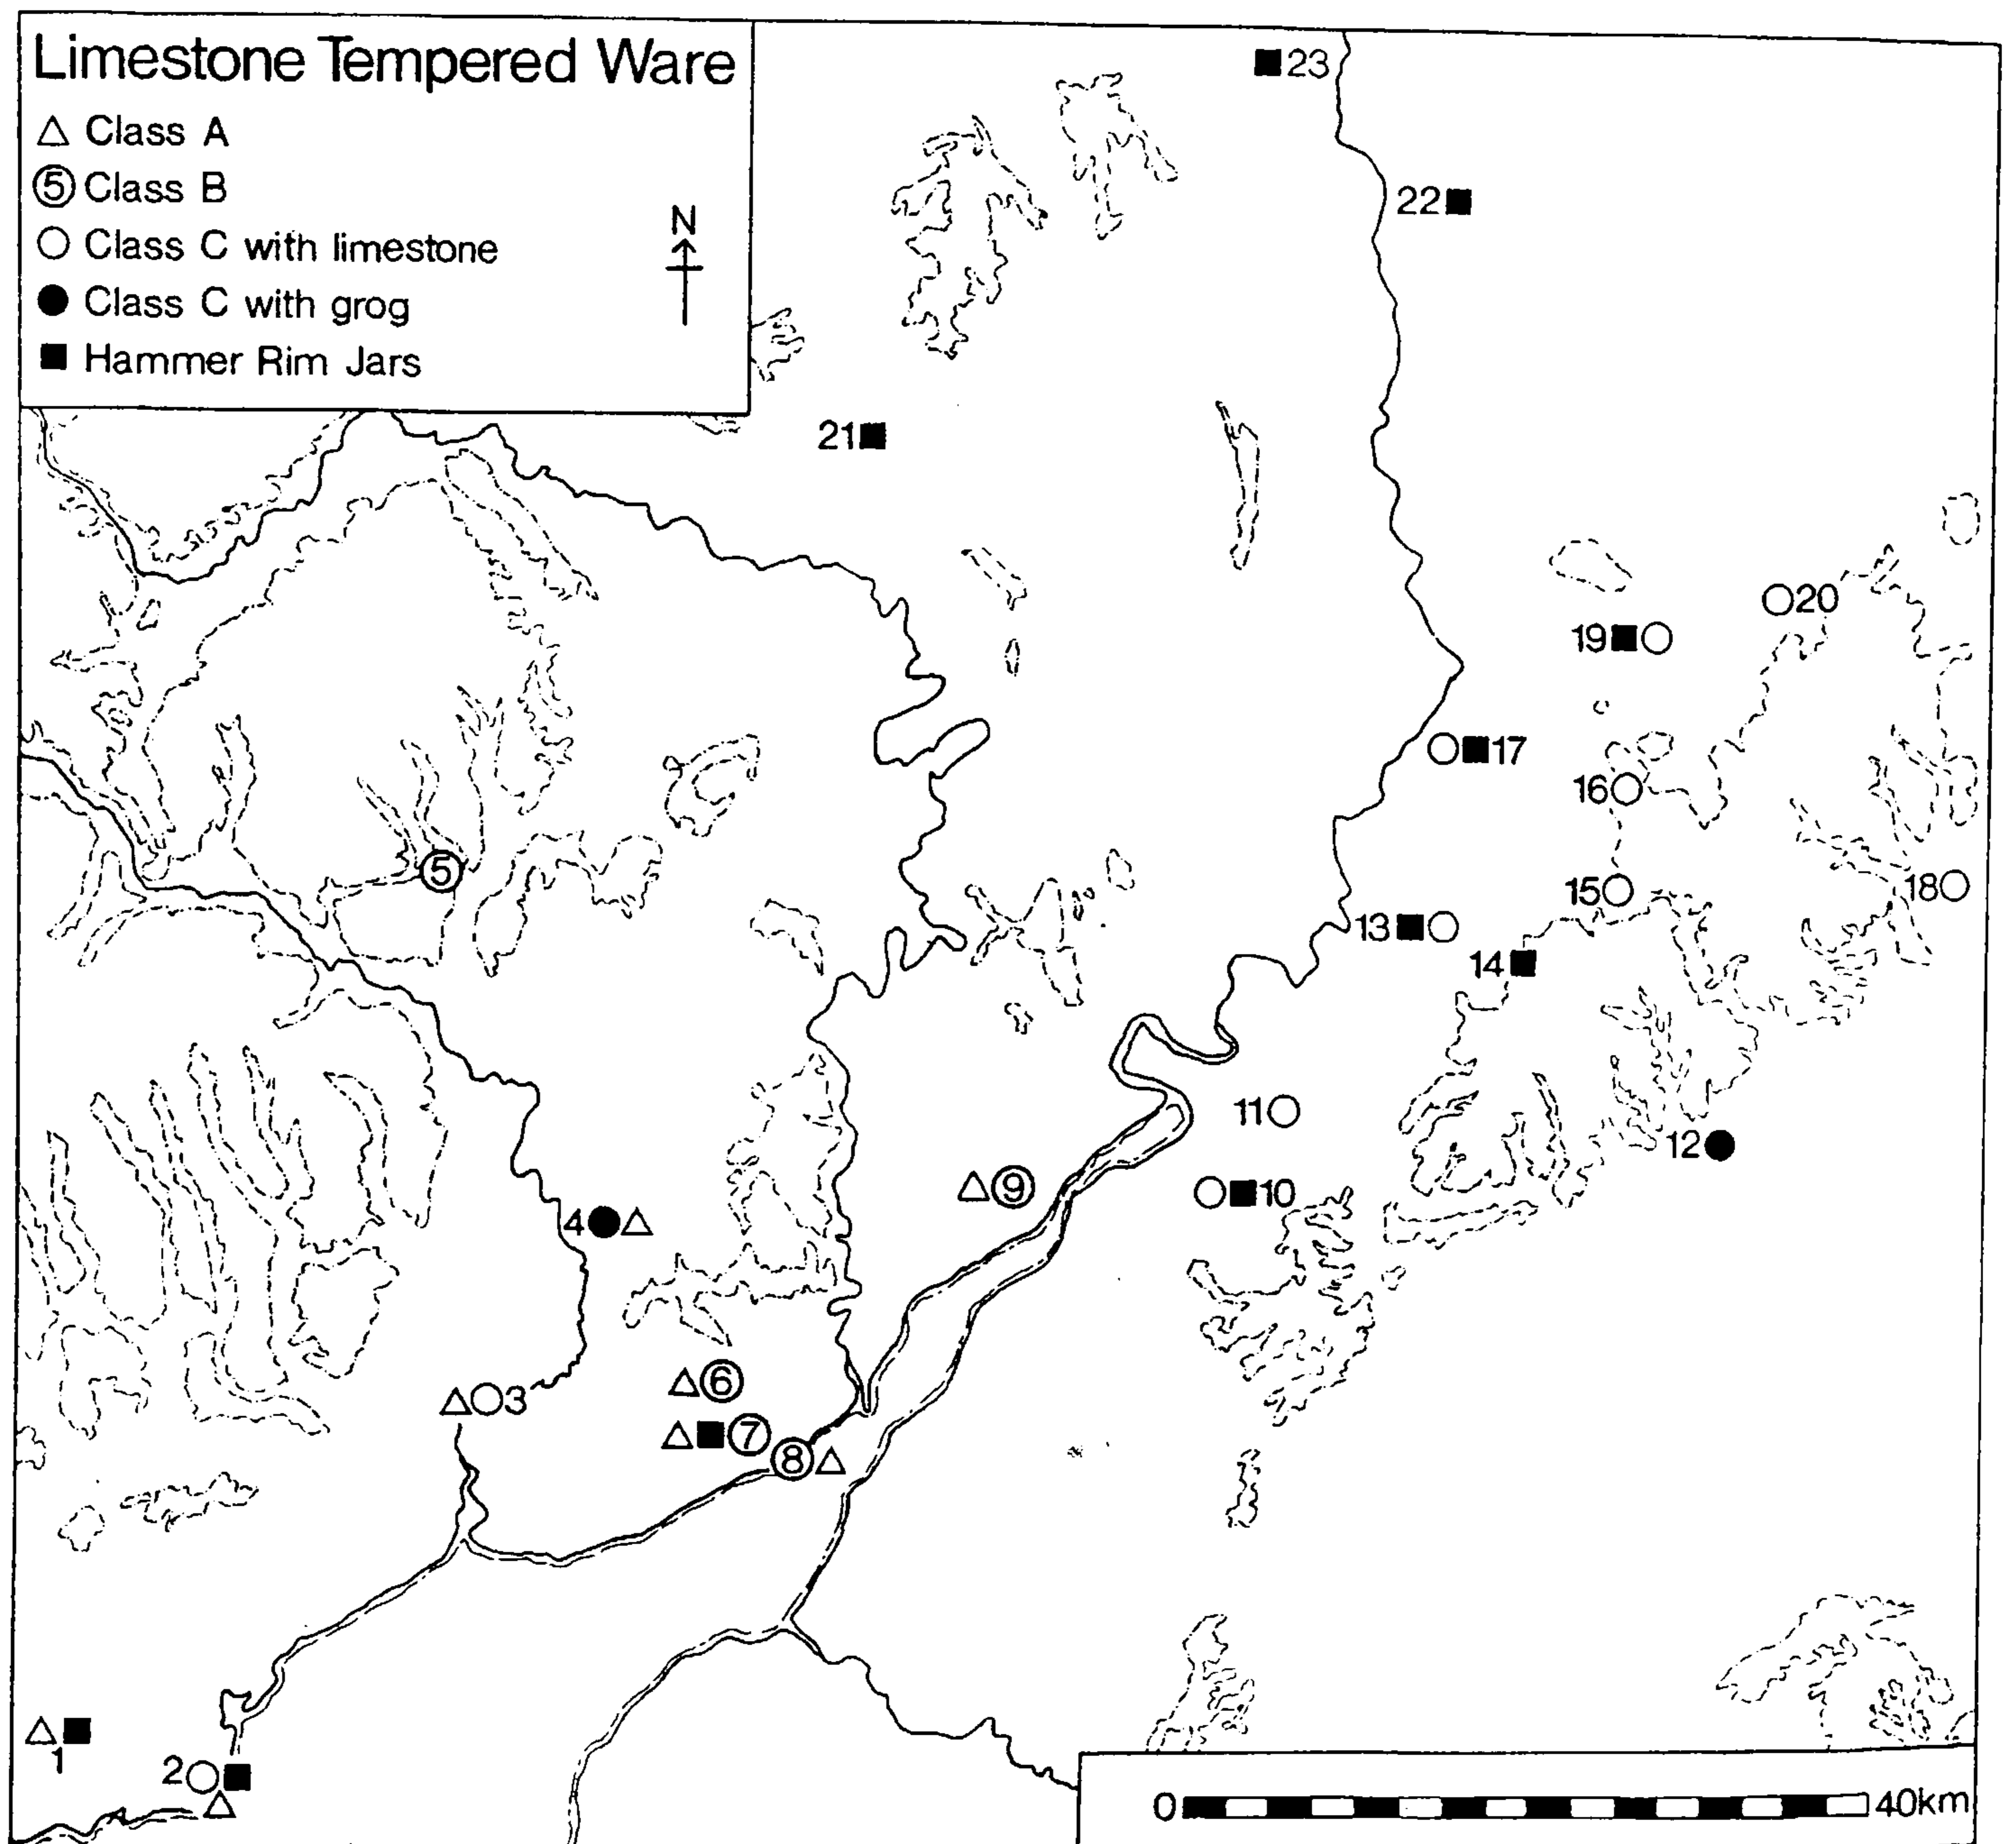 Limestone Tempered Ware
Class A
5 Class B
Class C with limestone
Class C with grog
Hammer Rim Jars
N
23
22
21
20
19
17
16
5
15
18
13
14
11
12
9
10
4
6
3
7
8
1
2
0 40km